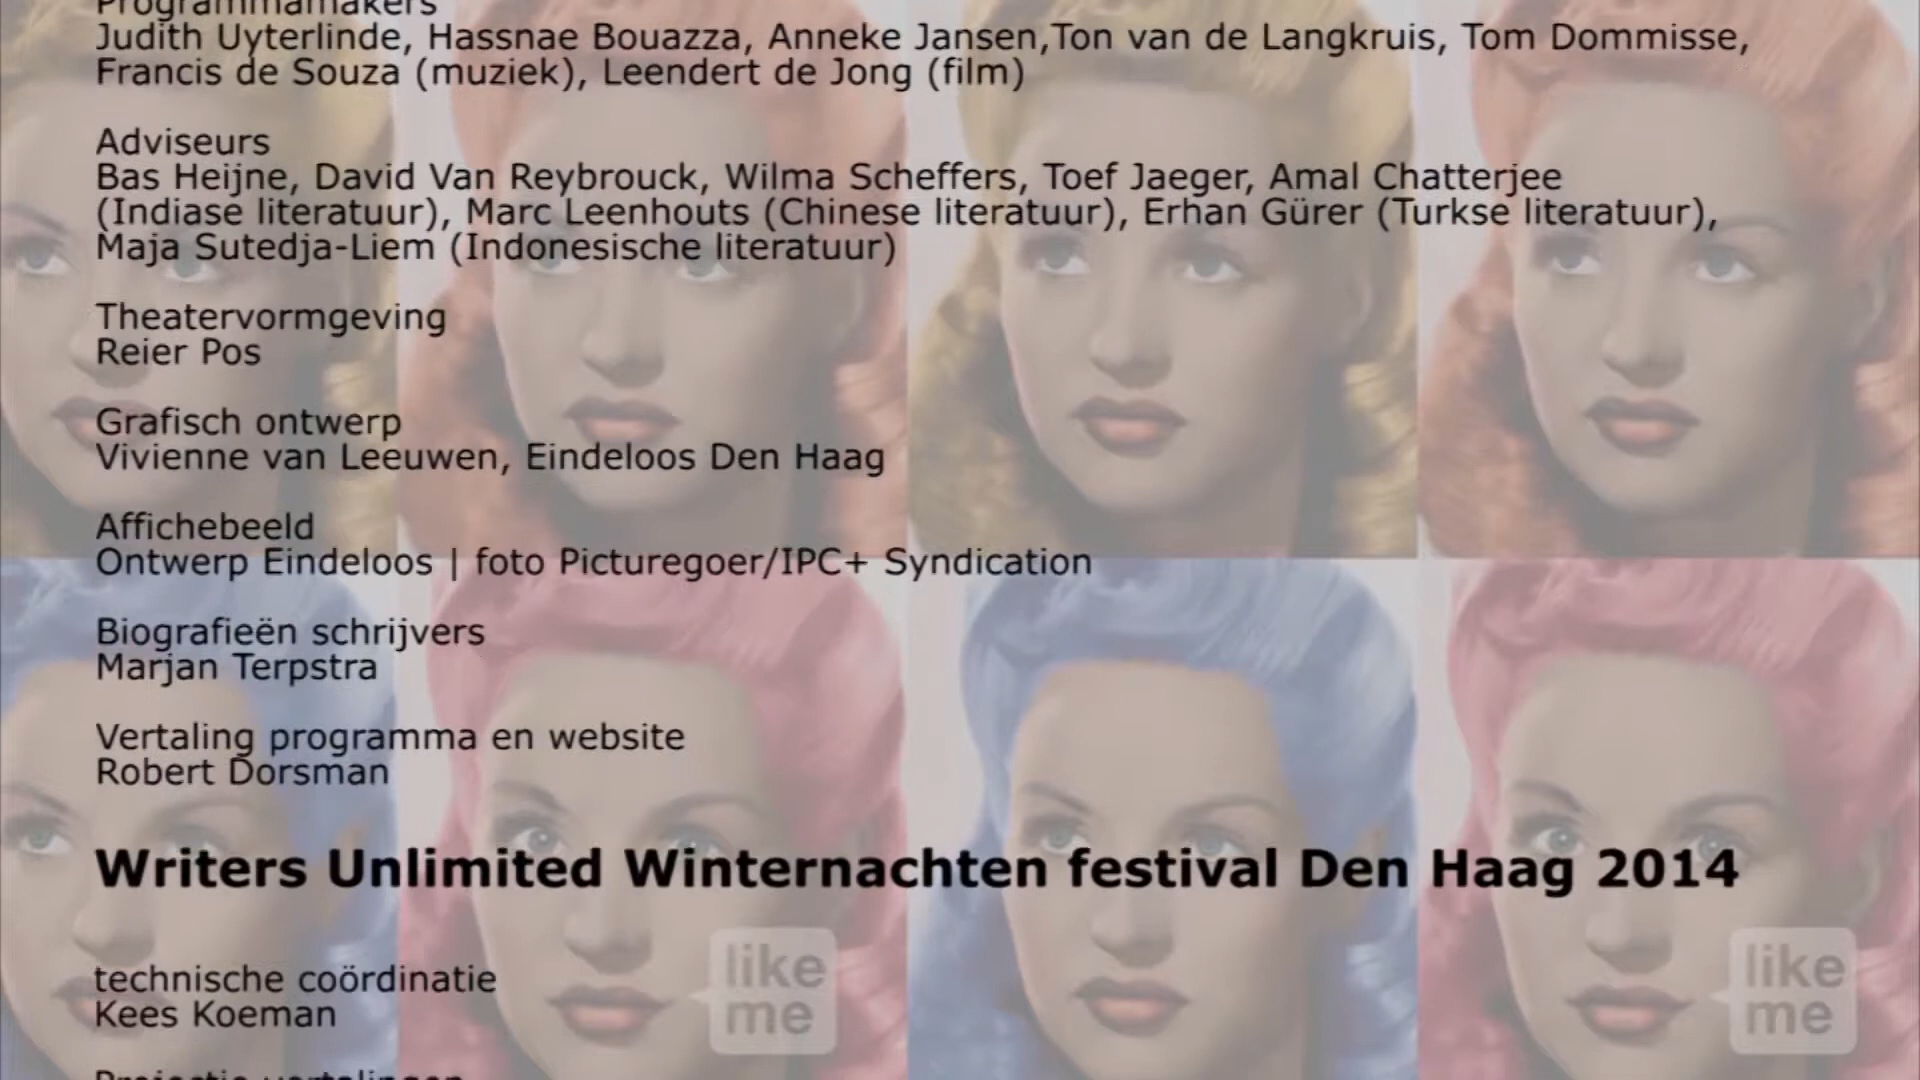 Programmamakers
Judith Uyterlinde, Hassnae Bouazza, Anneke Jansen,Ton van de Langkruis, Tom Dommisse,
Francis de Souza (muziek), Leendert de Jong (film)
Adviseurs
Bas Heijne, David Van Reybrouck, Wilma Scheffers, Toef Jaeger, Amal Chatterjee
(Indiase literatuur), Marc Leenhouts (Chinese literatuur), Erhan Gürer (Turkse literatuur),
Maja Sutedja-Liem (Indonesische literatuur)
Theatervormgeving
Reier Pos
Grafisch ontwerp
Vivienne van Leeuwen, Eindeloos Den Haag
Affichebeeld
Ontwerp Eindeloos | foto Picturegoer/IPC+ Syndication
Biografieën schrijvers
Marjan Terpstra
Vertaling programma en website
Robert Dorsman
Writers Unlimited Winternachten festival Den Haag 2014
technische coördinatie
Kees Koeman
Projectie vertalingen
like
me
like
me